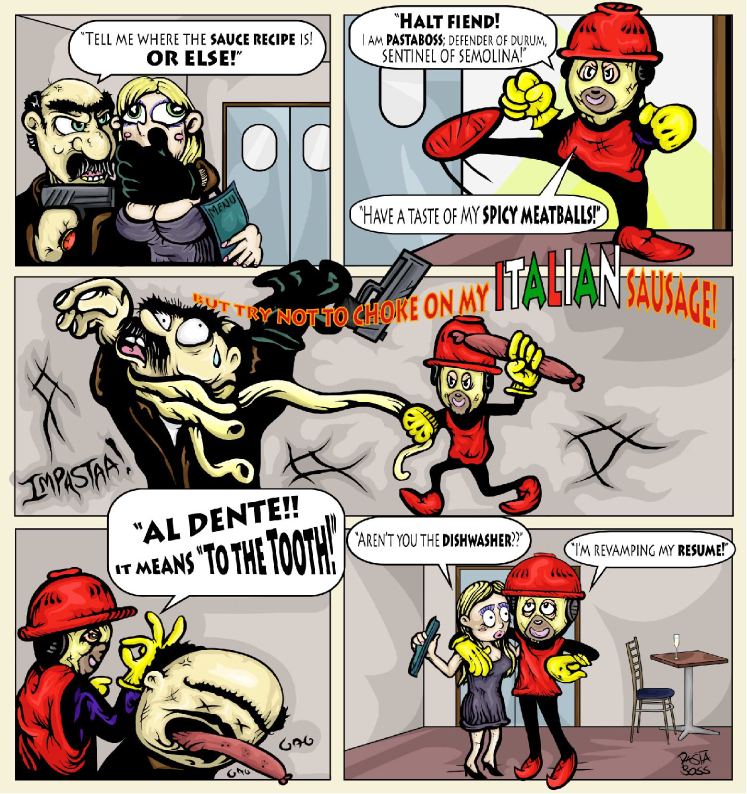 "Tell me where the sauce recipe is!
OR ELSE!"
MENU!
"Halt fiend!
I am PastaBoss; defender of durum,
sentinel of semolina!"
"Have a taste of my spicy meatballs!"
BUT TRY NOT TO CHOKE ON MY ITALIAN SAUSAGE!
IMPASTAA!
"AL DENTE!!
it means "To the Tooth!"
"Aren't you the dishwasher??"
"I'm revamping my resume!"
GAG
GAG
PASTA
BOSS